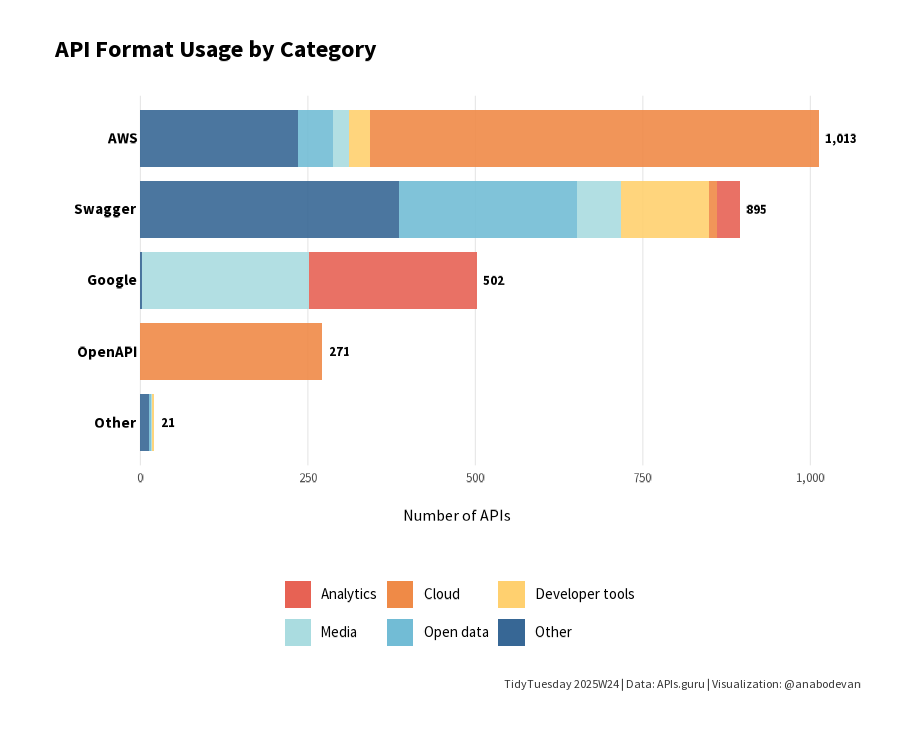 API Format Usage by Category
AWS
1,013
Swagger
895
Google
502
OpenAPI
271
Other
21
0
250
500
750
1,000
Number of APIs
Analytics
Cloud
Developer tools
Media
Open data
Other
TidyTuesday 2025W24 | Data: APIs.guru | Visualization: @anabodevan